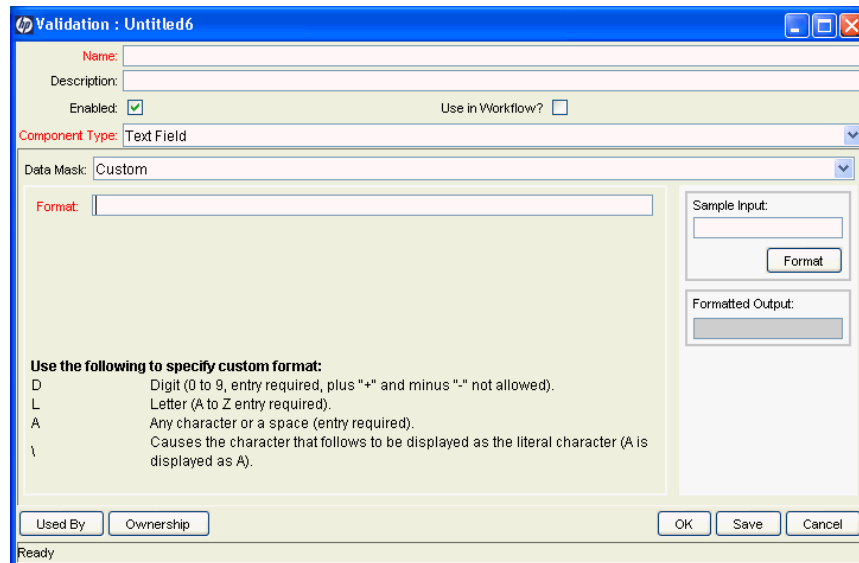 hp Validation : Untitled6
Name:
Description:
Enabled: Use in Workflow?
Component Type: Text Field
Data Mask: Custom
Format:
Sample Input:
Format
Formatted Output:
Use the following to specify custom format:
D Digit (0 to 9, entry required, plus "+" and minus "-" not allowed).
L Letter (A to Z entry required).
A Any character or a space (entry required).
\ Causes the character that follows to be displayed as the literal character (A is
displayed as A).
Used By Ownership OK Save Cancel
Ready